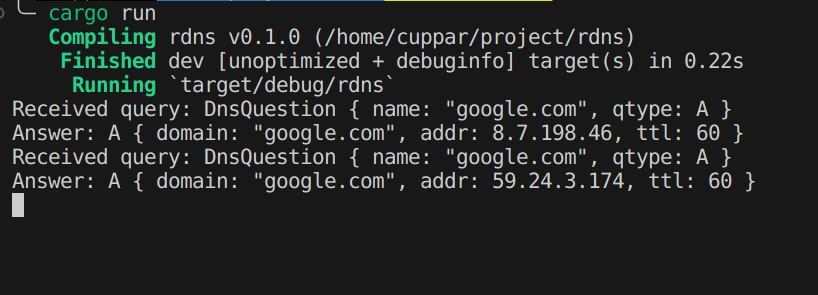 cargo run
Compiling rdns v0.1.0 (/home/cuppar/project/rdns)
Finished dev [unoptimized + debuginfo] target(s) in 0.22s
Running `target/debug/rdns`
Received query: DnsQuestion { name: "google.com", qtype: A }
Answer: A { domain: "google.com", addr: 8.7.198.46, ttl: 60 }
Received query: DnsQuestion { name: "google.com", qtype: A }
Answer: A { domain: "google.com", addr: 59.24.3.174, ttl: 60 }